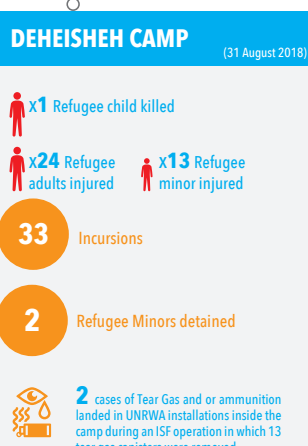 DEHEISHEH CAMP
(31 August 2018)
x1 Refugee child killed
x24 Refugee
adults injured
x13 Refugee
minor injured
33
Incursions
2
Refugee Minors detained
2 cases of Tear Gas and or ammunition
landed in UNRWA installations inside the
camp during an ISF operation in which 13